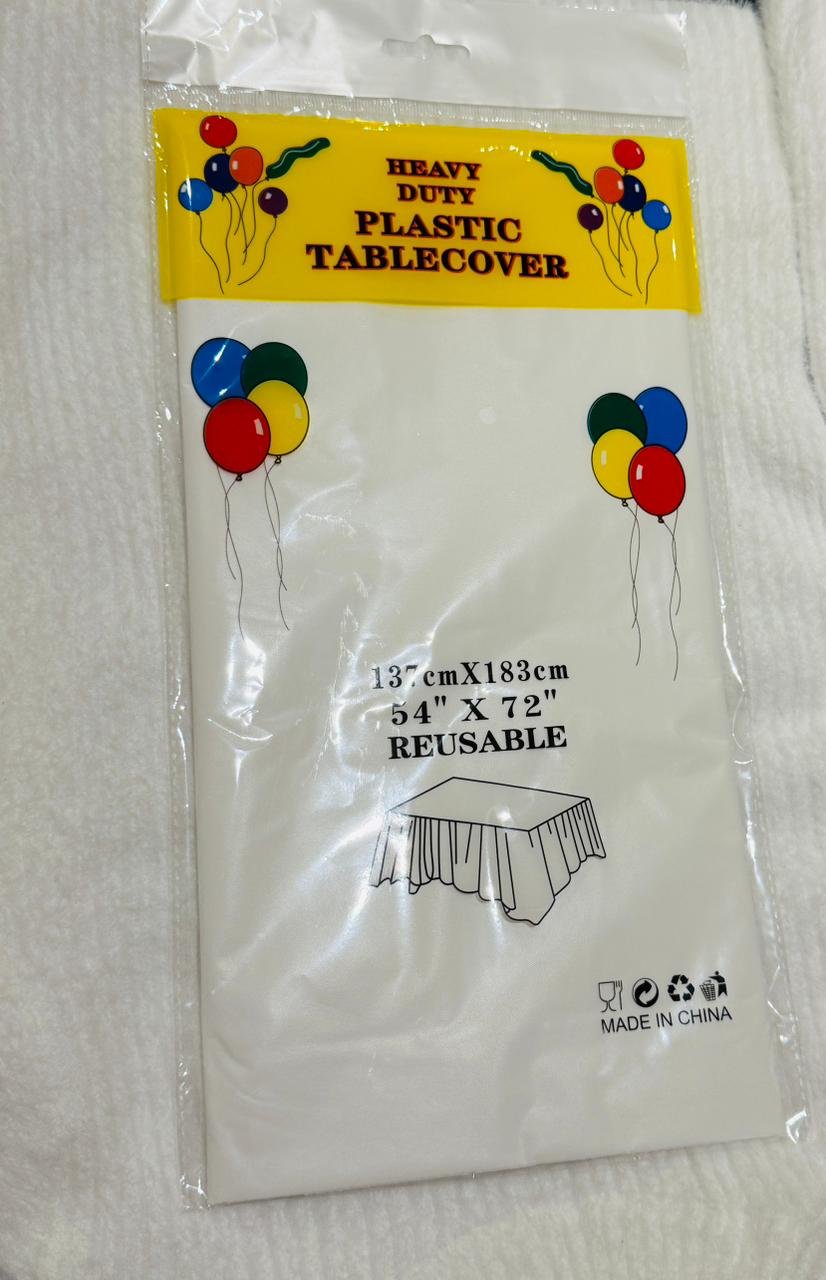 HEAVY
DUTY
PLASTIC
TABLECOVER
137cmX183cm
54" X 72"
REUSABLE
MADE IN CHINA